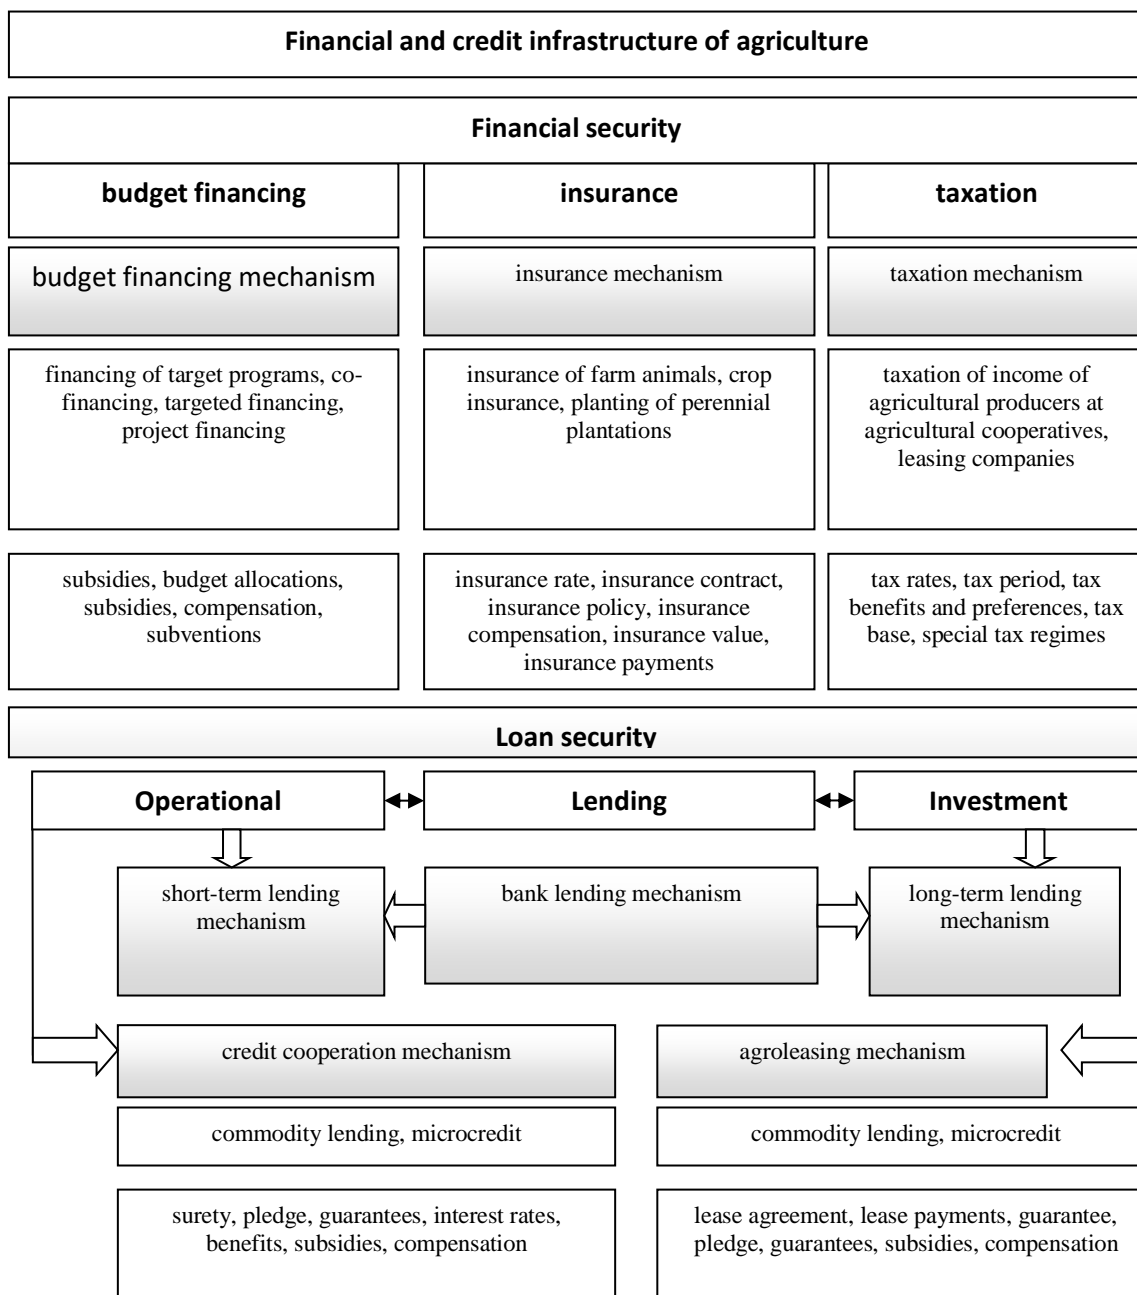 Financial and credit infrastructure of agriculture
Financial security
budget financing
insurance
taxation
budget financing mechanism
insurance mechanism
taxation mechanism
financing of target programs, co-
financing, targeted financing,
project financing
insurance of farm animals, crop
insurance, planting of perennial
plantations
taxation of income of
agricultural producers at
agricultural cooperatives,
leasing companies
subsidies, budget allocations,
subsidies, compensation,
subventions
insurance rate, insurance contract,
insurance policy, insurance
compensation, insurance value,
insurance payments
tax rates, tax period, tax
benefits and preferences, tax
base, special tax regimes
Loan security
Operational
Lending
Investment
short-term lending
mechanism
bank lending mechanism
long-term lending
mechanism
credit cooperation mechanism
agroleasing mechanism
commodity lending, microcredit
commodity lending, microcredit
surety, pledge, guarantees, interest rates,
benefits, subsidies, compensation
lease agreement, lease payments, guarantee,
pledge, guarantees, subsidies, compensation